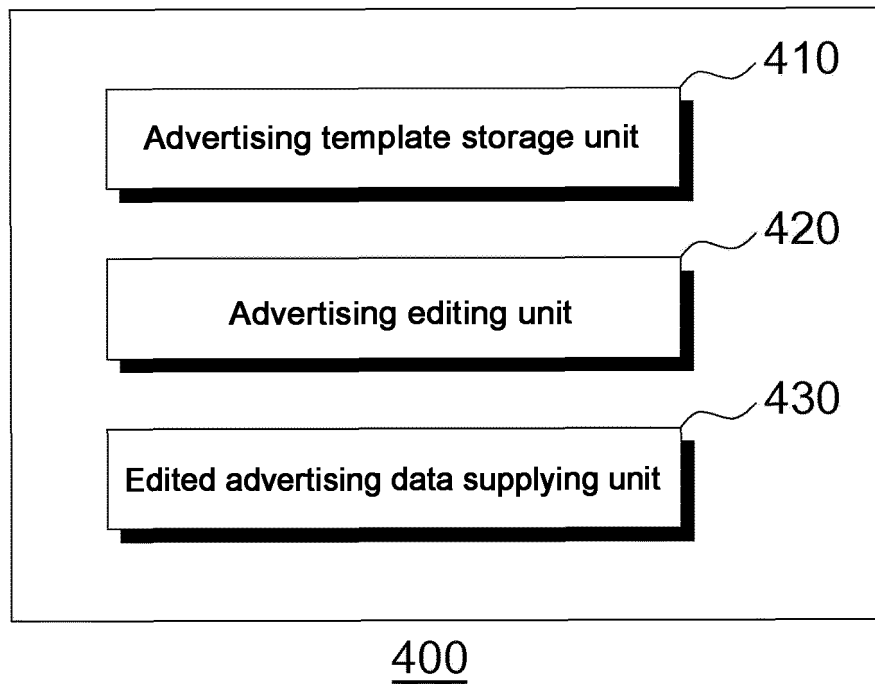 410
Advertising template storage unit
420
Advertising editing unit
430
Edited advertising data supplying unit
400